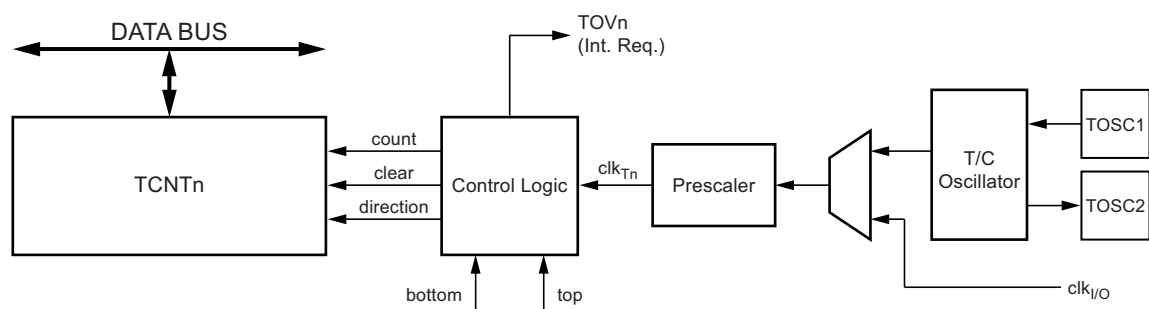 DATA BUS
TOVn
(Int. Req.)
TCNTn
count
clear
direction
Control Logic
clkTn
Prescaler
T/C
Oscillator
TOSC1
TOSC2
bottom
top
clkI/O